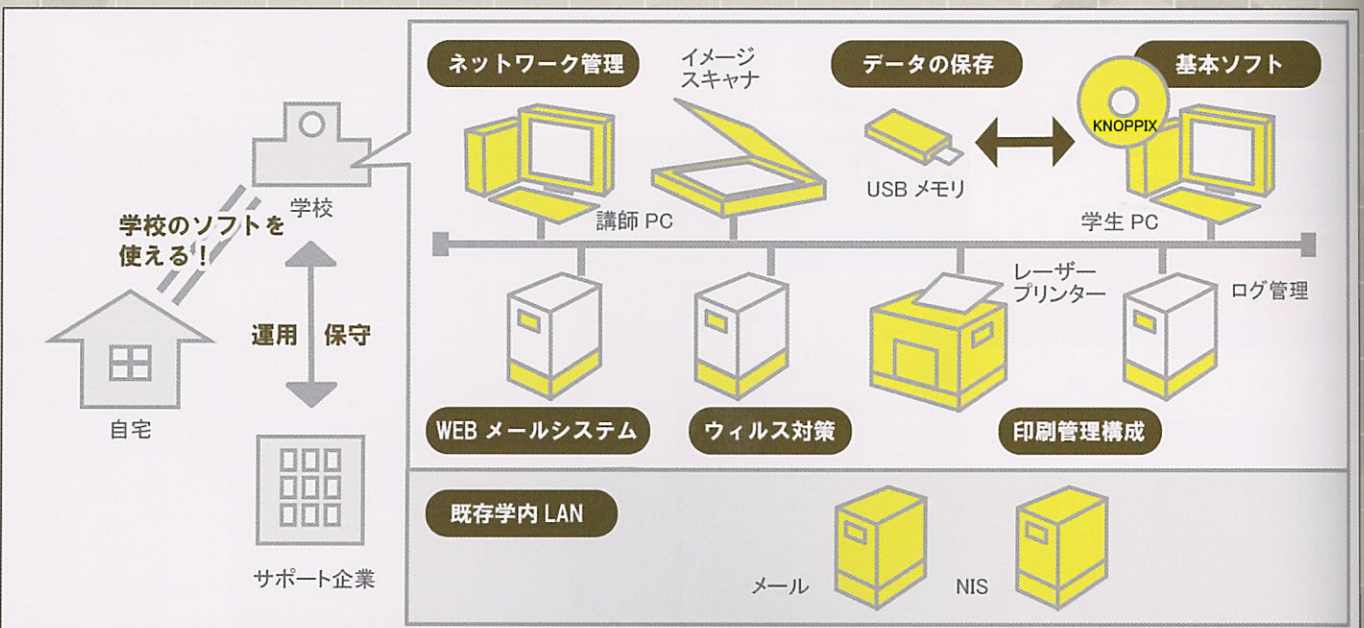 ネットワーク管理
イメージ
スキャナ
データの保存
基本ソフト
KNOPPIX
USB メモリ
学校
講師 PC
学生 PC
学校のソフトを
使える！
レーザー
プリンター
ログ管理
運用
保守
自宅
WEB メールシステム
ウィルス対策
印刷管理構成
既存学内 LAN
サポート企業
メール
NIS